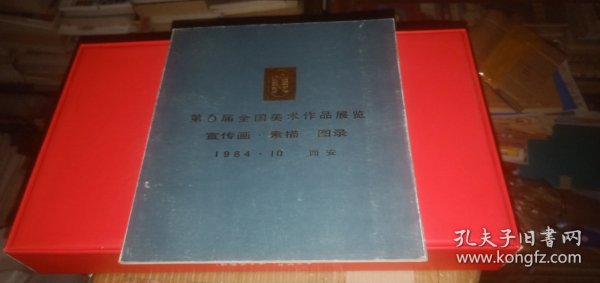 第6届全国美术作品展览
宣传画·素描 图录
1984·10 西安
孔夫子旧书网
www.kongfz.com